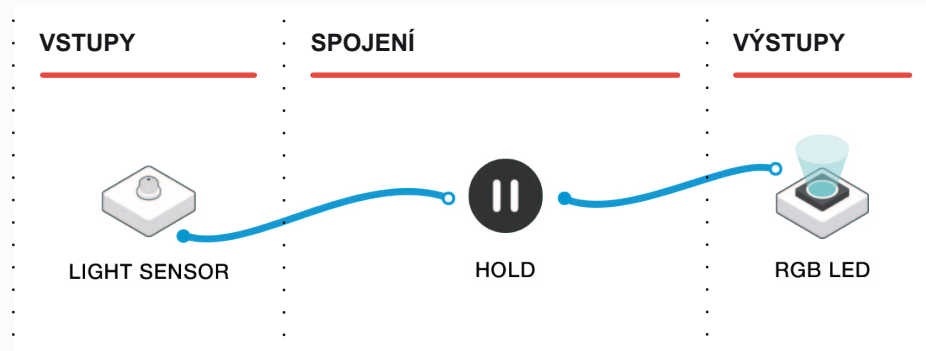 VSTUPY
SPOJENÍ
VÝSTUPY
LIGHT SENSOR
HOLD
RGB LED